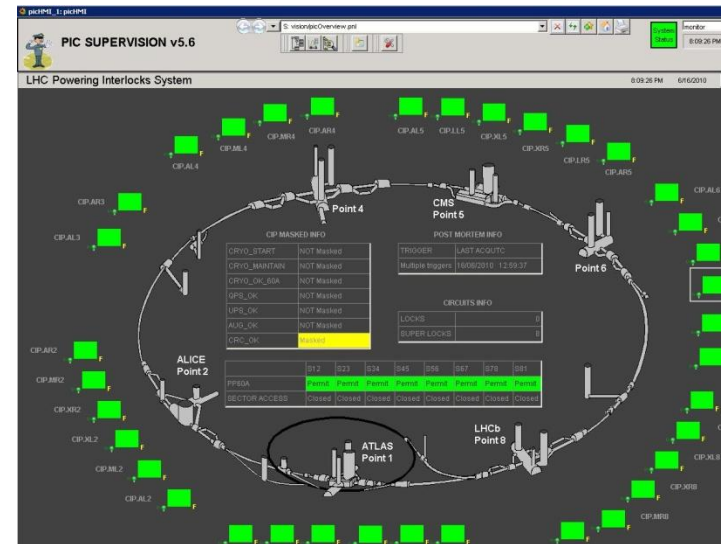 picHMI_1: picHMI
S: vision/picOverview.pnl
monitor
PIC SUPERVISION v5.6
System Status
8:09:26 PM
LHC Powering Interlocks System
8:09:26 PM 6/16/2010
CIP.AL4 F
CIP.ML4 F
CIP.MR4 F
CIP.AR4 F
CIP.AL5 F
CIP.LL5 F
CIP.XL5 F
CIP.XR5 F
CIP.LR5 F
CIP.AR5 F
CIP.AR3 F
CIP.AL3 F
CIP.AL6 F
Point 4
CMS
Point 5
Point 6
CIP MASKED INFO
CRYO_START NOT Masked
CRYO_MAINTAIN NOT Masked
CRYO_OK_60A NOT Masked
QPS_OK NOT Masked
UPS_OK NOT Masked
AUG_OK NOT Masked
CRC_OK Masked
POST MORTEM INFO
TRIGGER LAST ACQUTC
Multiple triggers 16/06/2010 12:59:37
CIRCUITS INFO
LOCKS 0
SUPER LOCKS 0
S12 S23 S34 S45 S56 S67 S78 S81
PP60A Permit Permit Permit Permit Permit Permit Permit Permit
SECTOR ACCESS Closed Closed Closed Closed Closed Closed Closed Closed
CIP.AR2 F
CIP.MR2 F
CIP.XR2 F
CIP.XL2 F
CIP.ML2 F
CIP.AL2 F
ALICE
Point 2
ATLAS
Point 1
LHCb
Point 8
CIP.XL8
CIP.XR8 F
CIP.MR8 F
F F F F F F F